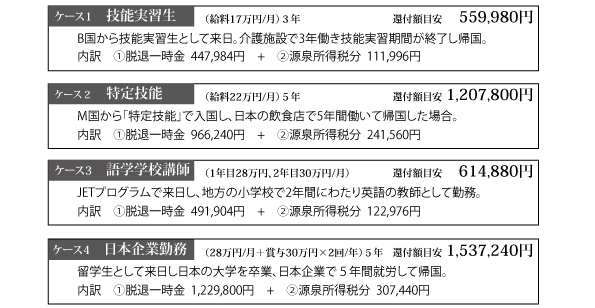 ケース1 技能実習生 (給料17万円/月) 3年 還付額目安 559,980円
B国から技能実習生として来日。介護施設で3年働き技能実習期間が終了し帰国。
内訳 ①脱退一時金 447,984円 + ②源泉所得税分 111,996円
ケース2 特定技能 (給料22万円/月) 5年 還付額目安 1,207,800円
M国から「特定技能」で入国し、日本の飲食店で5年間働いて帰国した場合。
内訳 ①脱退一時金 966,240円 + ②源泉所得税分 241,560円
ケース3 語学学校講師 (1年目28万円、2年目30万円/月) 還付額目安 614,880円
JETプログラムで来日し、地方の小学校で2年間にわたり英語の教師として勤務。
内訳 ①脱退一時金 491,904円 + ②源泉所得税分 122,976円
ケース4 日本企業勤務 (28万円/月+賞与30万円×2回/年) 5年 還付額目安 1,537,240円
留学生として来日し日本の大学を卒業、日本企業で5年間就労して帰国。
内訳 ①脱退一時金 1,229,800円 + ②源泉所得税分 307,440円